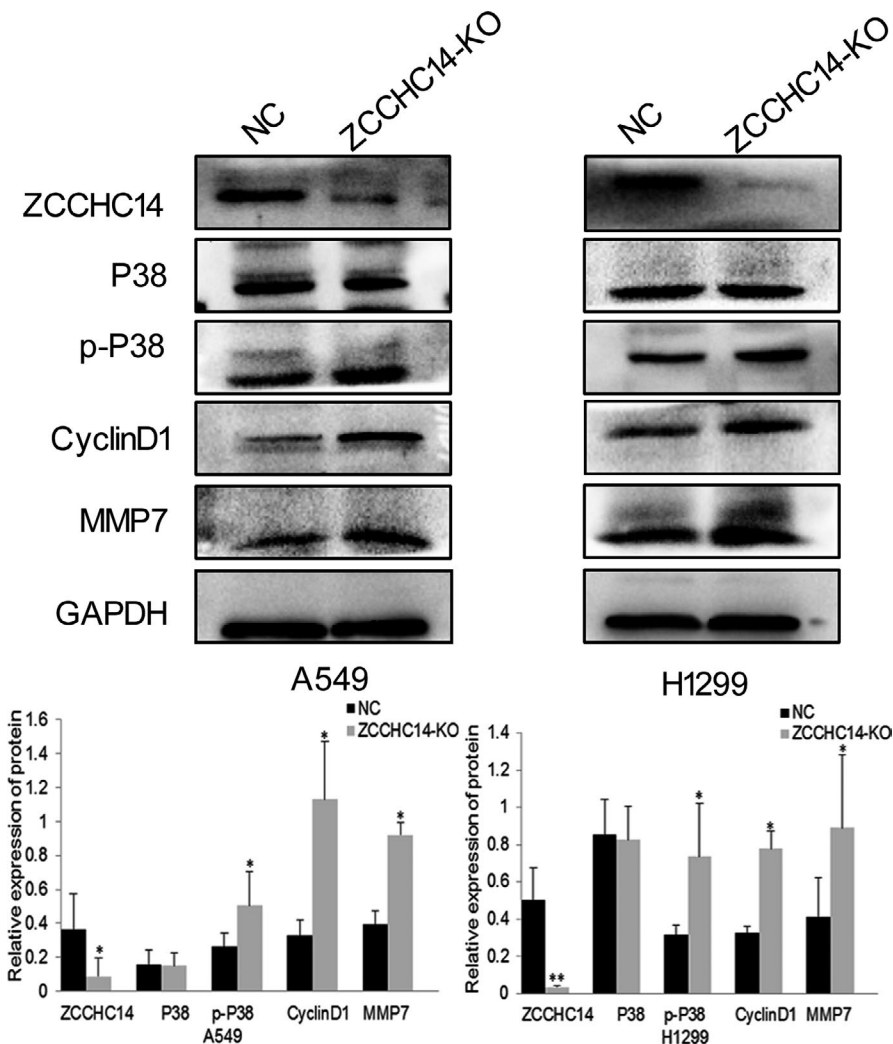 NC ZCCHC14-KO NC ZCCHC14-KO
ZCCHC14
P38
p-P38
CyclinD1
MMP7
GAPDH
A549 H1299
NC
ZCCHC14-KO
Relative expression of protein
1.6
1.4
1.2
1
0.8
0.6
0.4
0.2
0
*
*
*
*
ZCCHC14 P38 p-P38 CyclinD1 MMP7
A549
NC
ZCCHC14-KO
Relative expression of protein
1.4
1.2
1
0.8
0.6
0.4
0.2
0
**
*
*
*
ZCCHC14 P38 p-P38 CyclinD1 MMP7
H1299